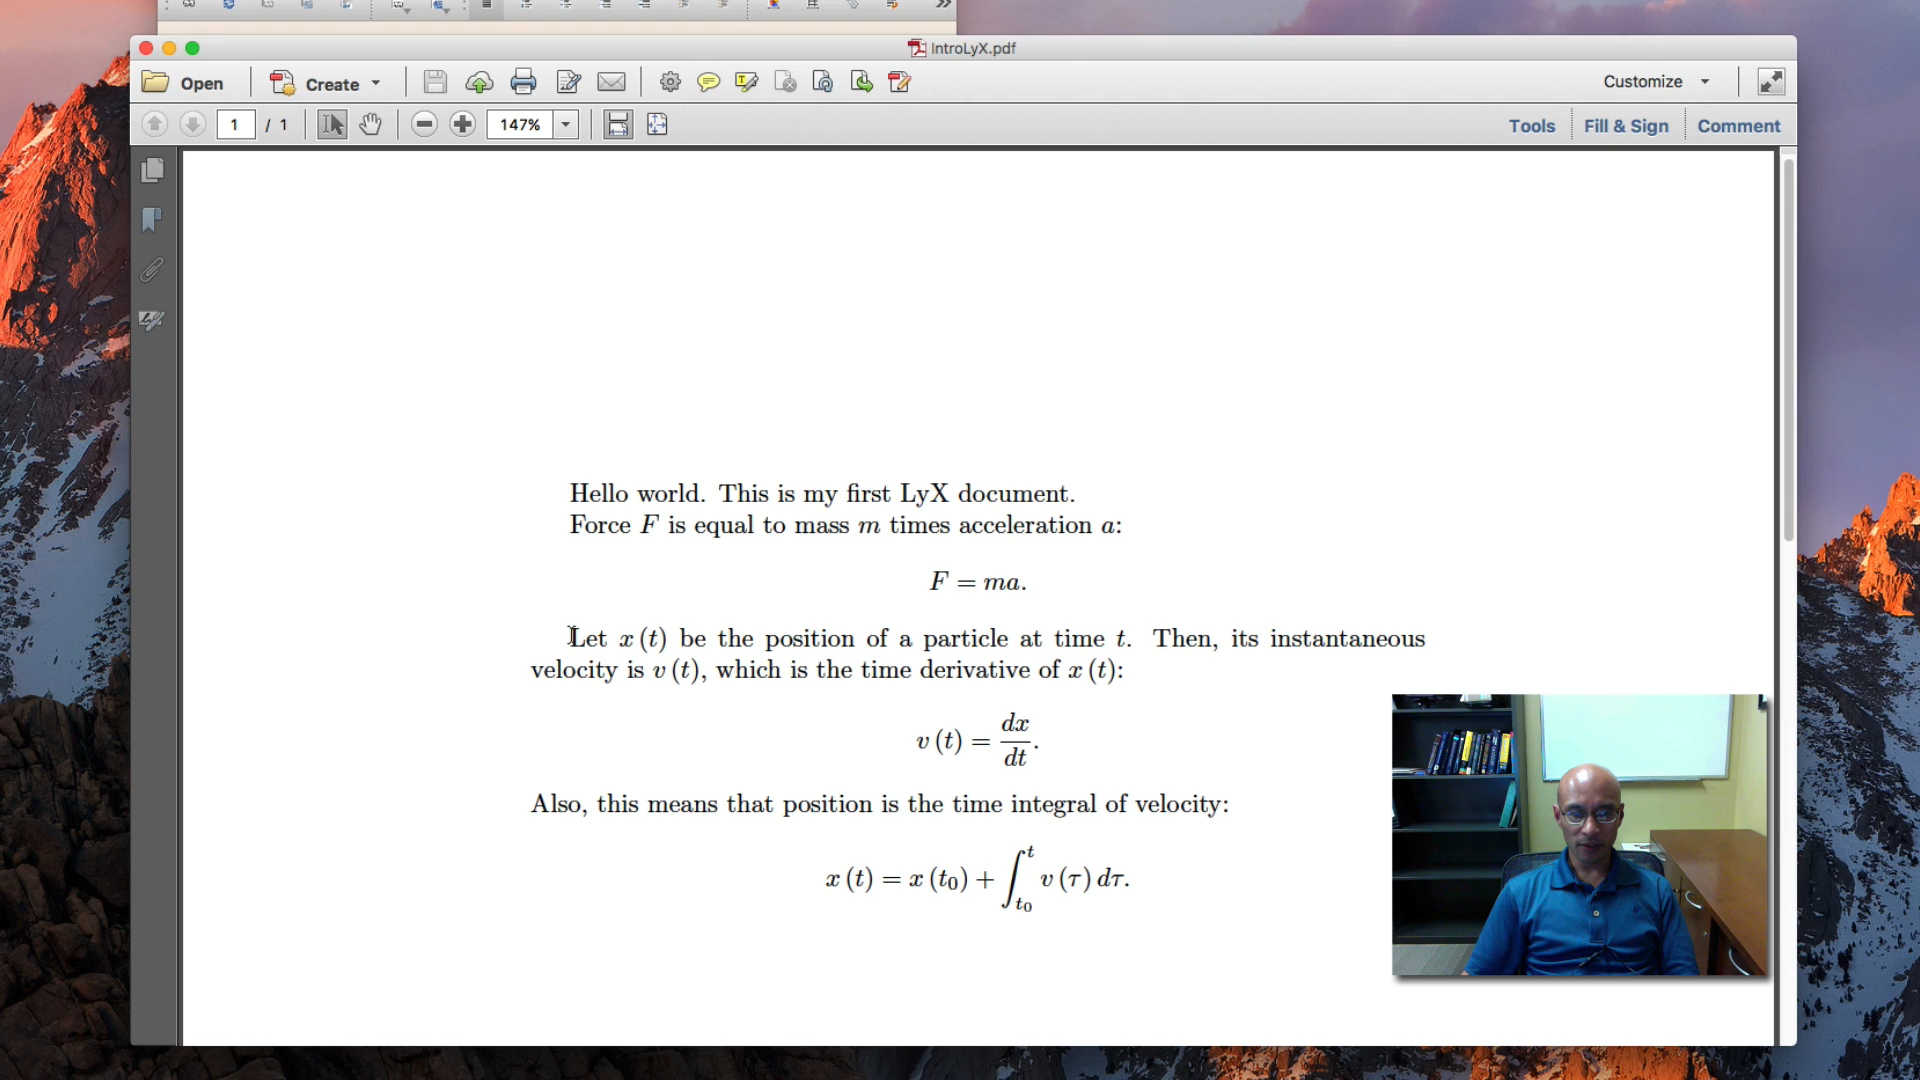 IntroLyX.pdf
Open
Create
Customize
1 / 1
147%
Tools
Fill & Sign
Comment
Hello world. This is my first LyX document.
Force F is equal to mass m times acceleration a:
F = ma.
Let x (t) be the position of a particle at time t. Then, its instantaneous
velocity is v (t), which is the time derivative of x (t):
v (t) = dx/dt.
Also, this means that position is the time integral of velocity:
x (t) = x (t₀) + ∫_{t₀}^{t} v (τ) dτ.